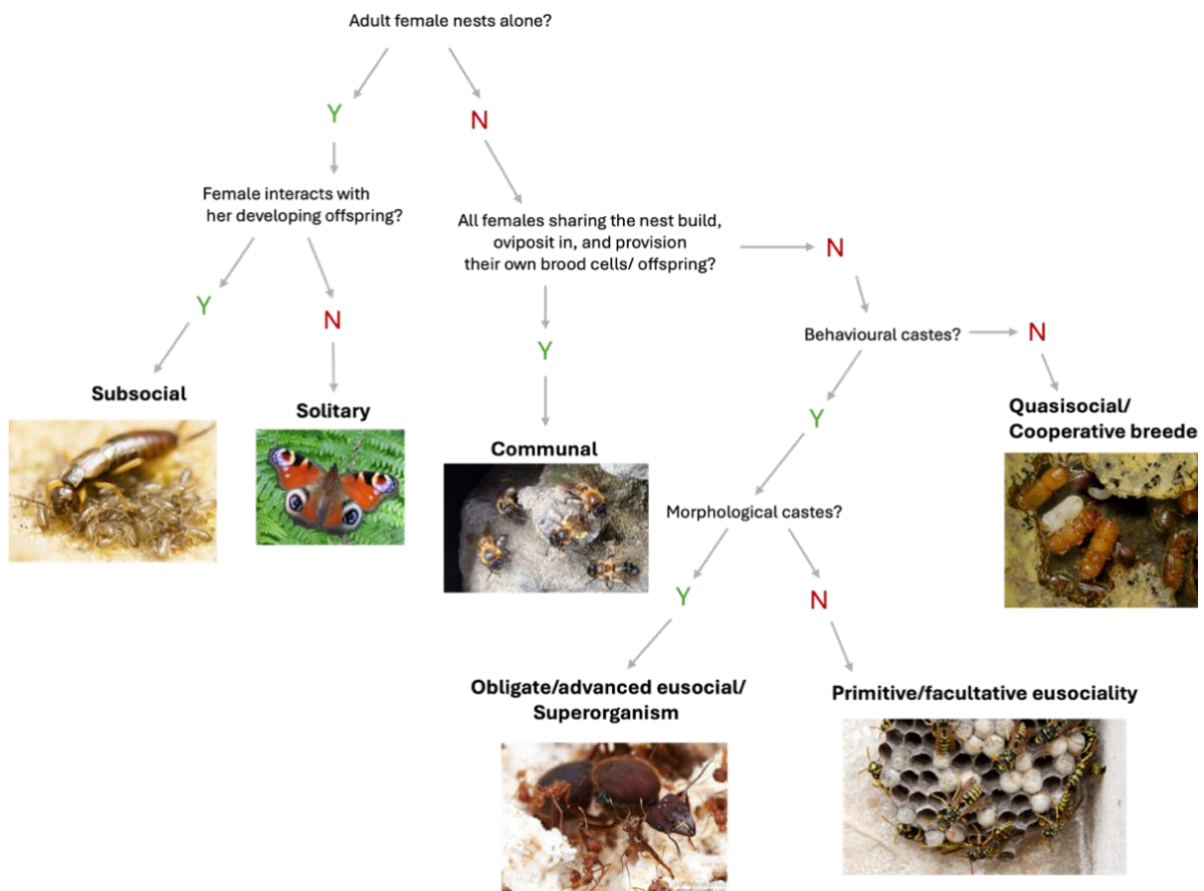 Adult female nests alone?
Y
N
Female interacts with
her developing offspring?
All females sharing the nest build,
oviposit in, and provision
their own brood cells/ offspring?
N
Y
N
Y
Behavioural castes?
N
Subsocial
Solitary
Communal
Y
Quasisocial/
Cooperative breede
Morphological castes?
Y
N
Obligate/advanced eusocial/
Superorganism
Primitive/facultative eusociality